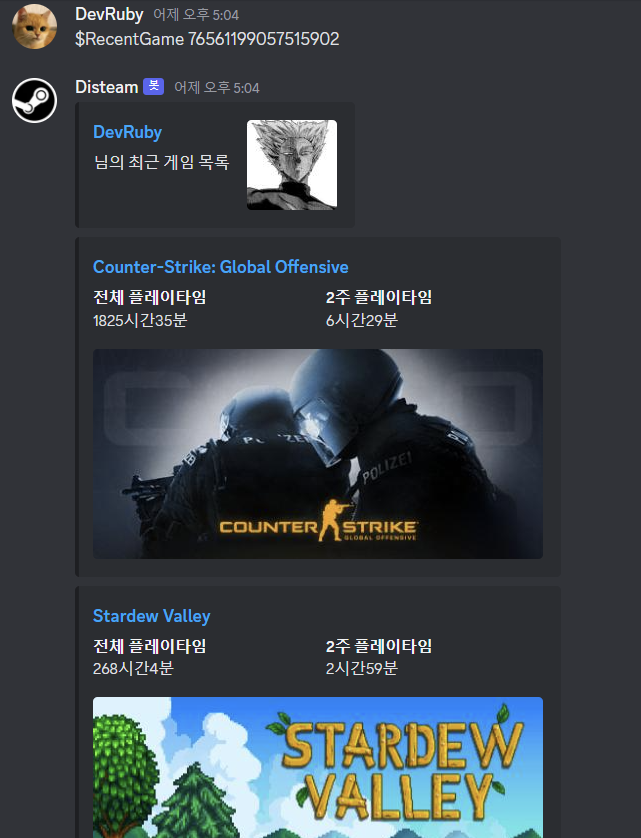 DevRuby 어제 오후 5:04
$RecentGame 76561199057515902
Disteam 봇 어제 오후 5:04
DevRuby
님의 최근 게임 목록
Counter-Strike: Global Offensive
전체 플레이타임 2주 플레이타임
1825시간35분 6시간29분
POLIZEI
COUNTER STRIKE
GLOBAL OFFENSIVE
Stardew Valley
전체 플레이타임 2주 플레이타임
268시간4분 2시간59분
STARDEW
VALLEY